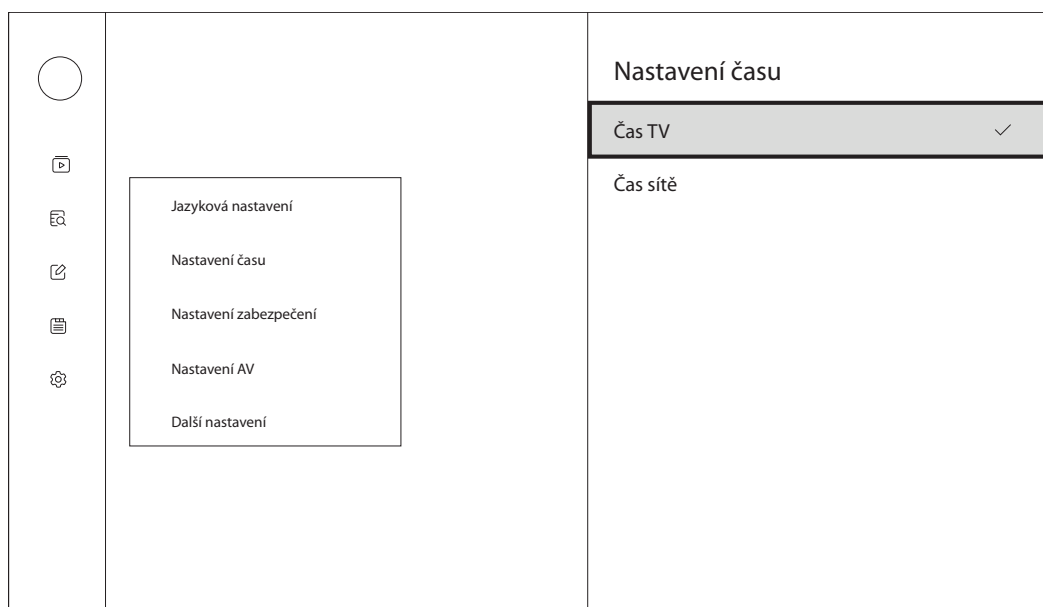 Jazyková nastavení
Nastavení času
Nastavení zabezpečení
Nastavení AV
Další nastavení
Nastavení času
Čas TV
Čas sítě